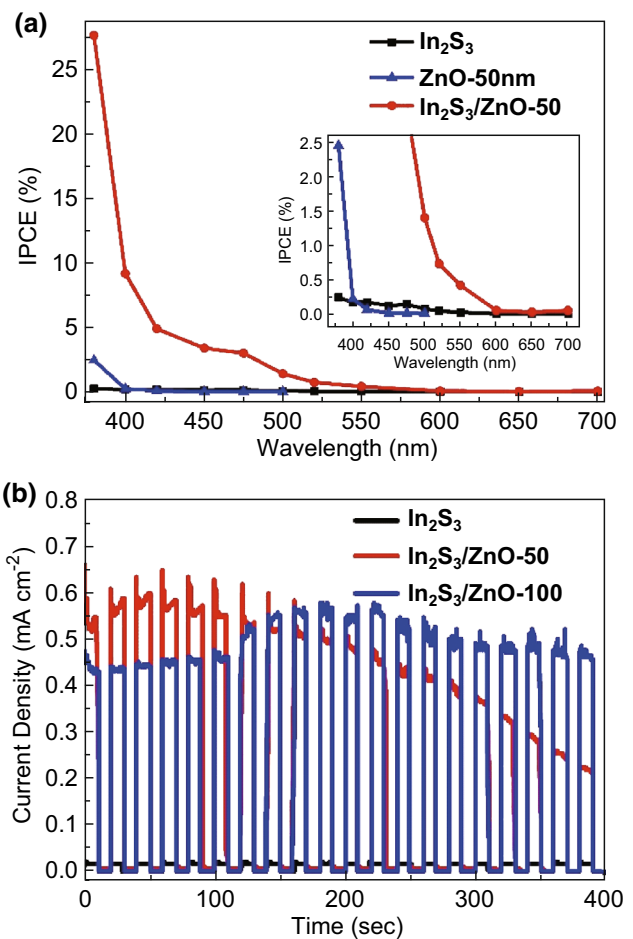 (a)
In₂S₃
ZnO-50nm
In₂S₃/ZnO-50
25
20
15
10
5
0
IPCE (%)
400 450 500 550 600 650 700
Wavelength (nm)
2.5
2.0
1.5
1.0
0.5
0.0
IPCE (%)
400 450 500 550 600 650 700
Wavelength (nm)
(b)
In₂S₃
In₂S₃/ZnO-50
In₂S₃/ZnO-100
0.8
0.7
0.6
0.5
0.4
0.3
0.2
0.1
0.0
Current Density (mA cm⁻²)
0 100 200 300 400
Time (sec)